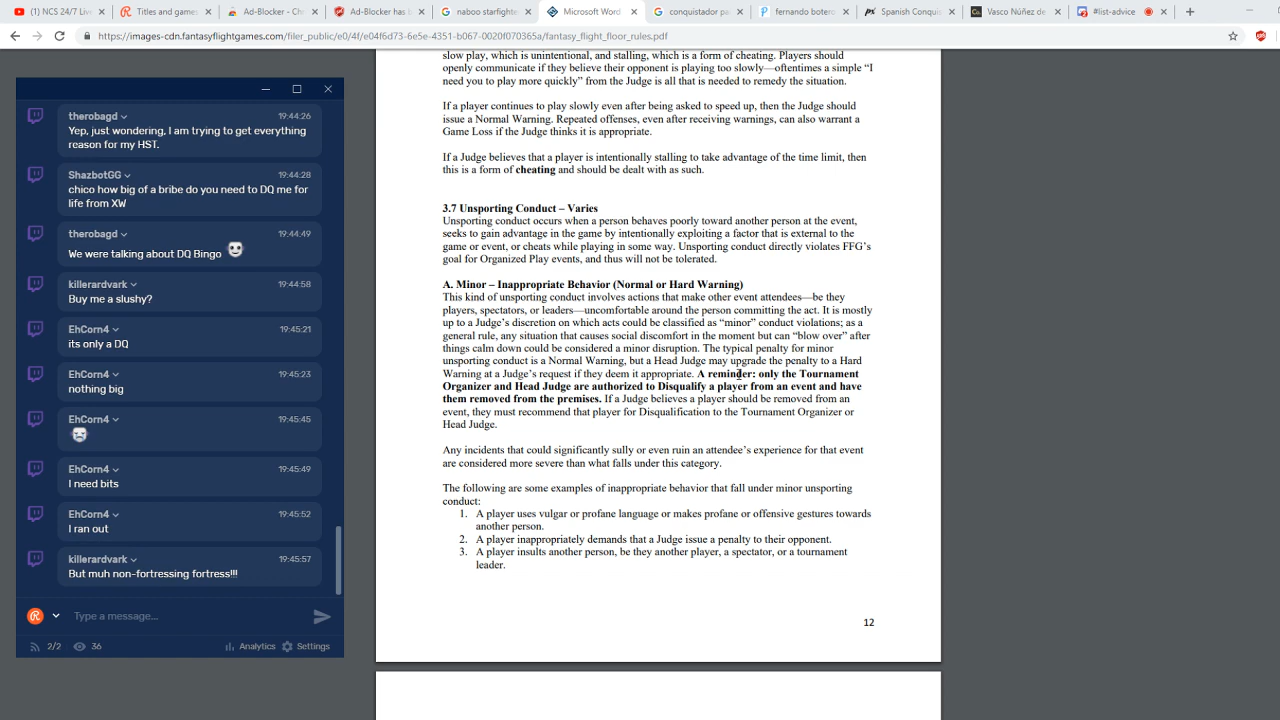 (1) NCS 24/7 Live
Titles and games
Ad-Blocker - Ch
Ad-Blocker has b
naboo starfighte
Microsoft Word
conquistador pa
fernando botero
Spanish Conqui
Vasco Núñez de
#list-advice
https://images-cdn.fantasyflightgames.com/filer_public/e0/4f/e04f6d73-6e5e-4351-b067-0020f070365a/fantasy_flight_floor_rules.pdf
therobagd 19:44:26
Yep, just wondering, I am trying to get everything
reason for my HST.
ShazbotGG 19:44:28
chico how big of a bribe do you need to DQ me for
life from XW
therobagd 19:44:49
We were talking about DQ Bingo
killerardvark 19:44:58
Buy me a slushy?
EhCorn4 19:45:21
its only a DQ
EhCorn4 19:45:23
nothing big
EhCorn4 19:45:45
EhCorn4 19:45:49
I need bits
EhCorn4 19:45:52
I ran out
killerardvark 19:45:57
But muh non-fortressing fortress!!!
Type a message...
2/2 36 Analytics Settings
slow play, which is unintentional, and stalling, which is a form of cheating. Players should
openly communicate if they believe their opponent is playing too slowly—oftentimes a simple “I
need you to play more quickly” from the Judge is all that is needed to remedy the situation.
If a player continues to play slowly even after being asked to speed up, then the Judge should
issue a Normal Warning. Repeated offenses, even after receiving warnings, can also warrant a
Game Loss if the Judge thinks it is appropriate.
If a Judge believes that a player is intentionally stalling to take advantage of the time limit, then
this is a form of cheating and should be dealt with as such.
3.7 Unsporting Conduct – Varies
Unsporting conduct occurs when a person behaves poorly toward another person at the event,
seeks to gain advantage in the game by intentionally exploiting a factor that is external to the
game or event, or cheats while playing in some way. Unsporting conduct directly violates FFG’s
goal for Organized Play events, and thus will not be tolerated.
A. Minor – Inappropriate Behavior (Normal or Hard Warning)
This kind of unsporting conduct involves actions that make other event attendees—be they
players, spectators, or leaders—uncomfortable around the person committing the act. It is mostly
up to a Judge’s discretion on which acts could be classified as “minor” conduct violations; as a
general rule, any situation that causes social discomfort in the moment but can “blow over” after
things calm down could be considered a minor disruption. The typical penalty for minor
unsporting conduct is a Normal Warning, but a Head Judge may upgrade the penalty to a Hard
Warning at a Judge’s request if they deem it appropriate. A reminder: only the Tournament
Organizer and Head Judge are authorized to Disqualify a player from an event and have
them removed from the premises. If a Judge believes a player should be removed from an
event, they must recommend that player for Disqualification to the Tournament Organizer or
Head Judge.
Any incidents that could significantly sully or even ruin an attendee’s experience for that event
are considered more severe than what falls under this category.
The following are some examples of inappropriate behavior that fall under minor unsporting
conduct:
1. A player uses vulgar or profane language or makes profane or offensive gestures towards
another person.
2. A player inappropriately demands that a Judge issue a penalty to their opponent.
3. A player insults another person, be they another player, a spectator, or a tournament
leader.
12